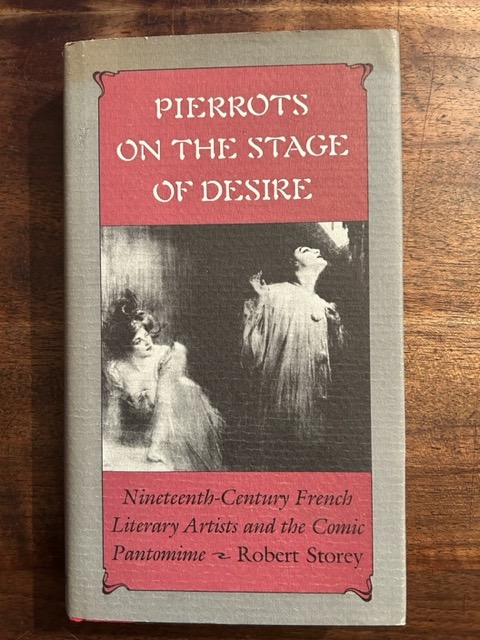 PIERROTS
ON THE STAGE
OF DESIRE
Nineteenth-Century French
Literary Artists and the Comic
Pantomime ~ Robert Storey